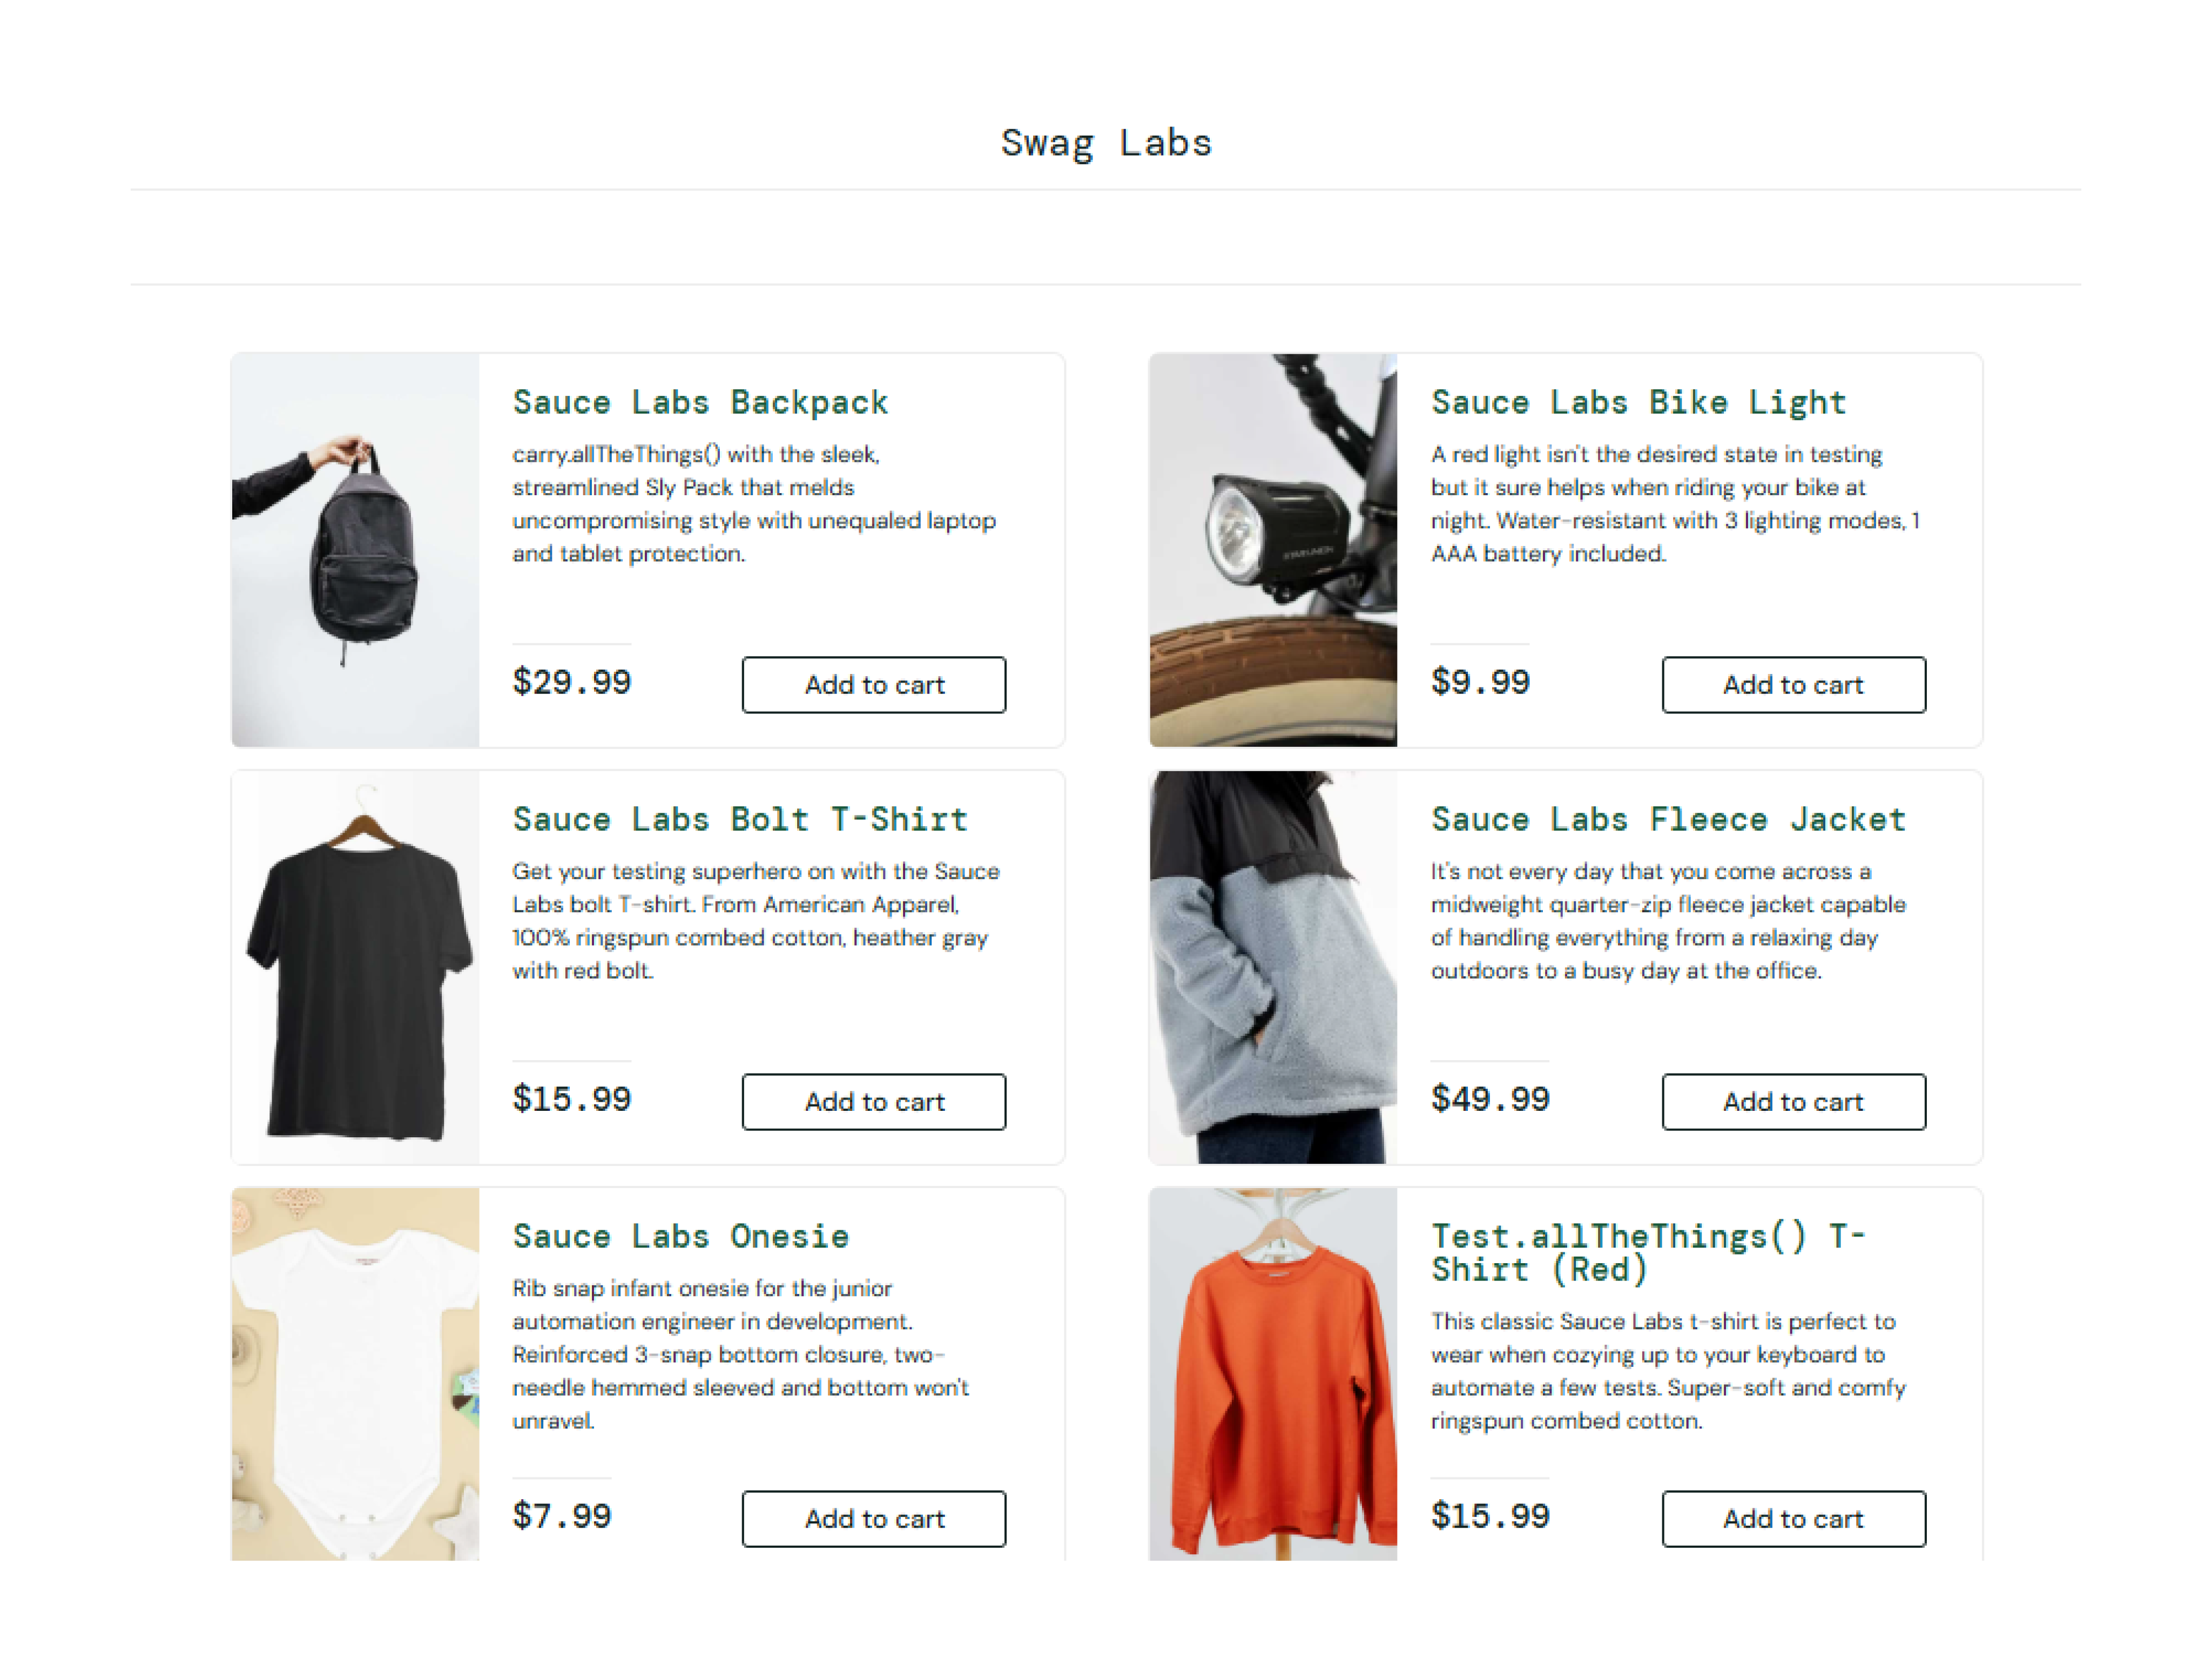 Swag Labs
Sauce Labs Backpack
carry.allTheThings() with the sleek,
streamlined Sly Pack that melds
uncompromising style with unequaled laptop
and tablet protection.
$29.99
Add to cart
Sauce Labs Bike Light
A red light isn't the desired state in testing
but it sure helps when riding your bike at
night. Water-resistant with 3 lighting modes, 1
AAA battery included.
$9.99
Add to cart
Sauce Labs Bolt T-Shirt
Get your testing superhero on with the Sauce
Labs bolt T-shirt. From American Apparel,
100% ringspun combed cotton, heather gray
with red bolt.
$15.99
Add to cart
Sauce Labs Fleece Jacket
It's not every day that you come across a
midweight quarter-zip fleece jacket capable
of handling everything from a relaxing day
outdoors to a busy day at the office.
$49.99
Add to cart
Sauce Labs Onesie
Rib snap infant onesie for the junior
automation engineer in development.
Reinforced 3-snap bottom closure, two-
needle hemmed sleeved and bottom won't
unravel.
$7.99
Add to cart
Test.allTheThings() T-
Shirt (Red)
This classic Sauce Labs t-shirt is perfect to
wear when cozying up to your keyboard to
automate a few tests. Super-soft and comfy
ringspun combed cotton.
$15.99
Add to cart